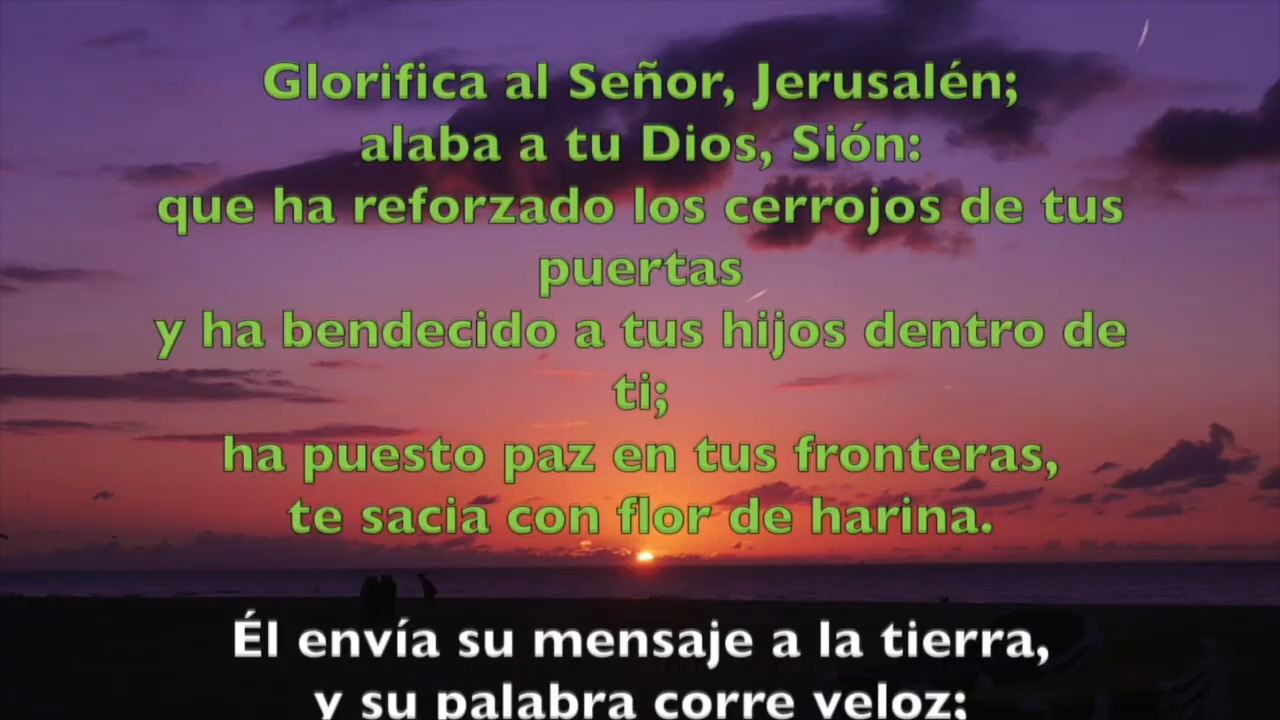 Glorifica al Señor, Jerusalén;
alaba a tu Dios, Sión:
que ha reforzado los cerrojos de tus
puertas
y ha bendecido a tus hijos dentro de
ti;
ha puesto paz en tus fronteras,
te sacia con flor de harina.
Él envía su mensaje a la tierra,
y su palabra corre veloz;